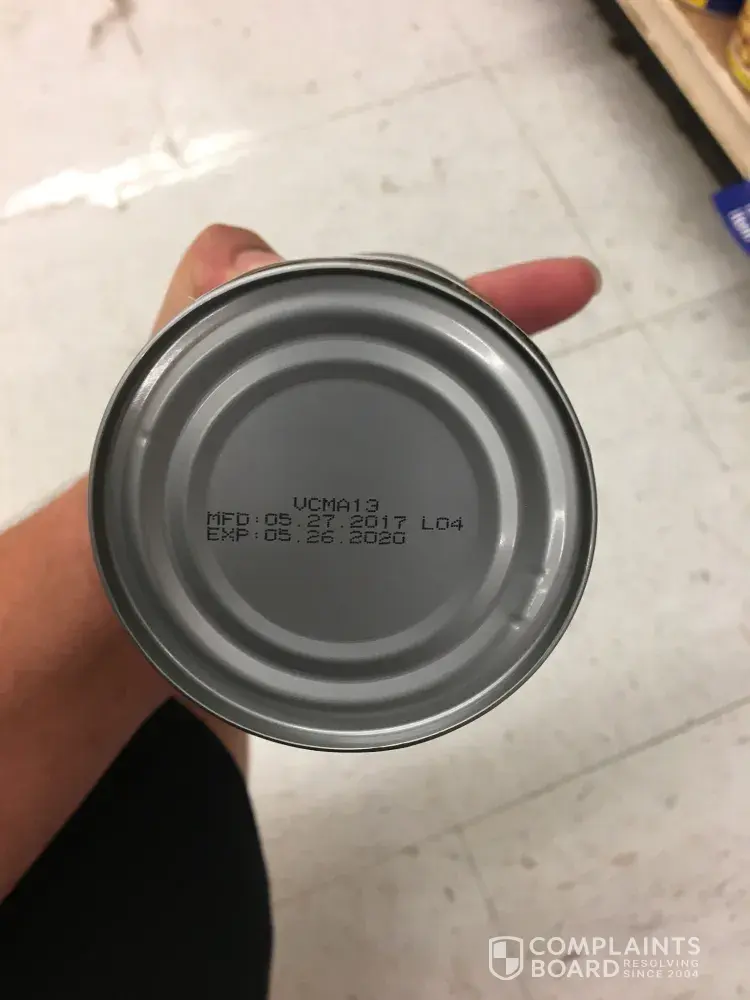 VCMA13
MFD:05.27.2017 L04
EXP:05.26.2020
COMPLAINTS
BOARD RESOLVING
SINCE 2004